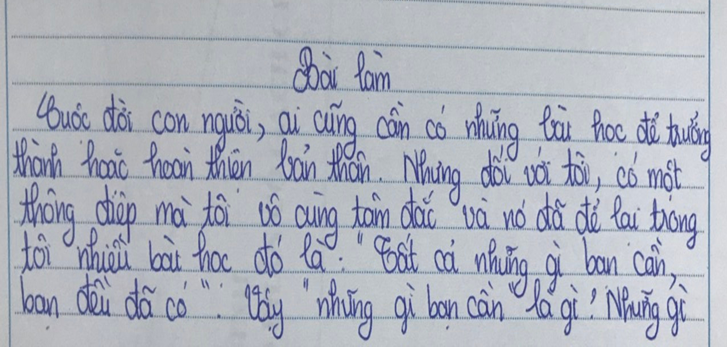 Bài làm
Cuộc đời con người, ai cũng cần có những bài học để trưởng
thành hoặc hoàn thiện bản thân. Nhưng đối với tôi, có một
thông điệp mà tôi vô cùng tâm đắc và nó đã để lại trong
tôi nhiều bài học đó là: "Tất cả những gì bạn cần,
bạn đều đã có". Vậy "những gì bạn cần" là gì? Những gì